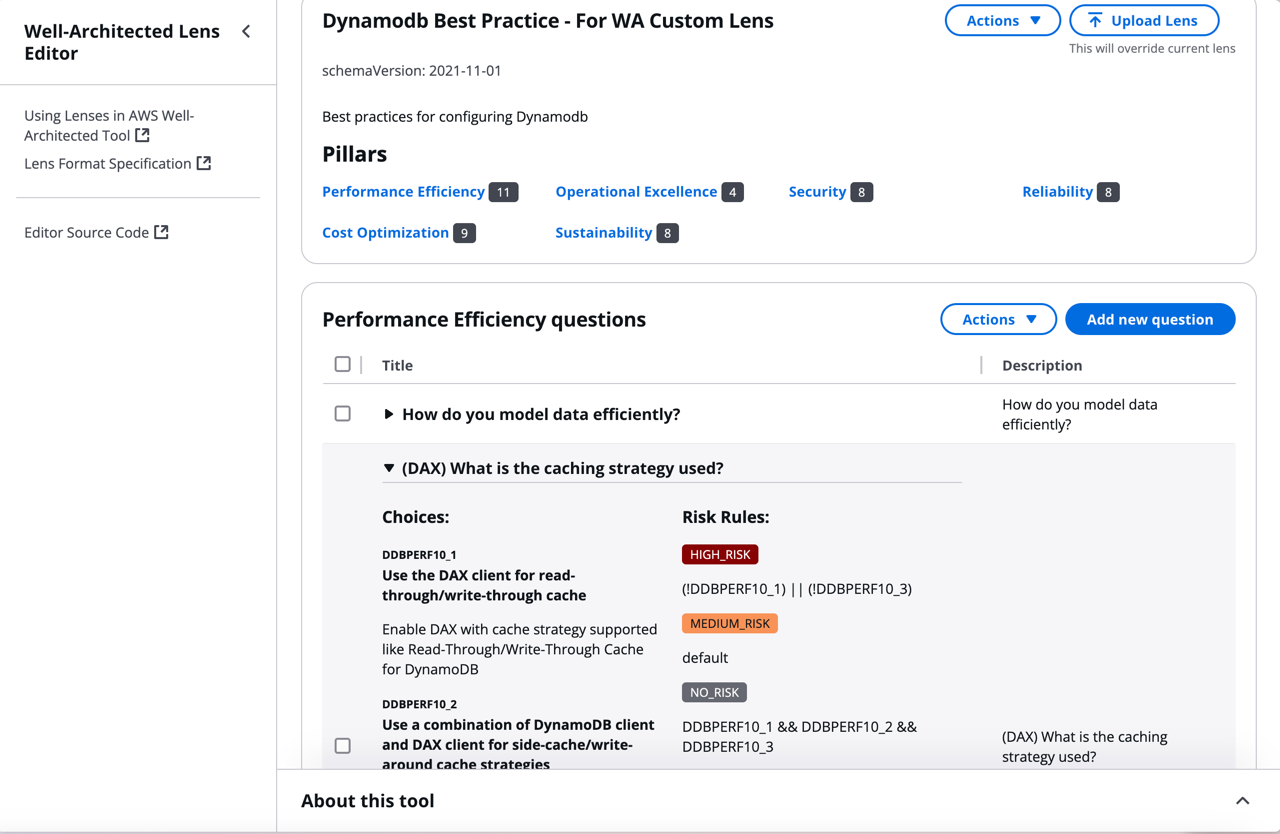 Well-Architected Lens
Editor
Using Lenses in AWS Well-
Architected Tool
Lens Format Specification
Editor Source Code
Dynamodb Best Practice - For WA Custom Lens
Actions
Upload Lens
This will override current lens
schemaVersion: 2021-11-01
Best practices for configuring Dynamodb
Pillars
Performance Efficiency 11
Operational Excellence 4
Security 8
Reliability 8
Cost Optimization 9
Sustainability 8
Performance Efficiency questions
Actions
Add new question
Title
Description
How do you model data efficiently?
How do you model data
efficiently?
(DAX) What is the caching strategy used?
Choices:
DDBPERF10_1
Use the DAX client for read-
through/write-through cache
Enable DAX with cache strategy supported
like Read-Through/Write-Through Cache
for DynamoDB
DDBPERF10_2
Use a combination of DynamoDB client
and DAX client for side-cache/write-
around cache strategies
Risk Rules:
HIGH_RISK
(!DDBPERF10_1) || (!DDBPERF10_3)
MEDIUM_RISK
default
NO_RISK
DDBPERF10_1 && DDBPERF10_2 &&
DDBPERF10_3
(DAX) What is the caching
strategy used?
About this tool